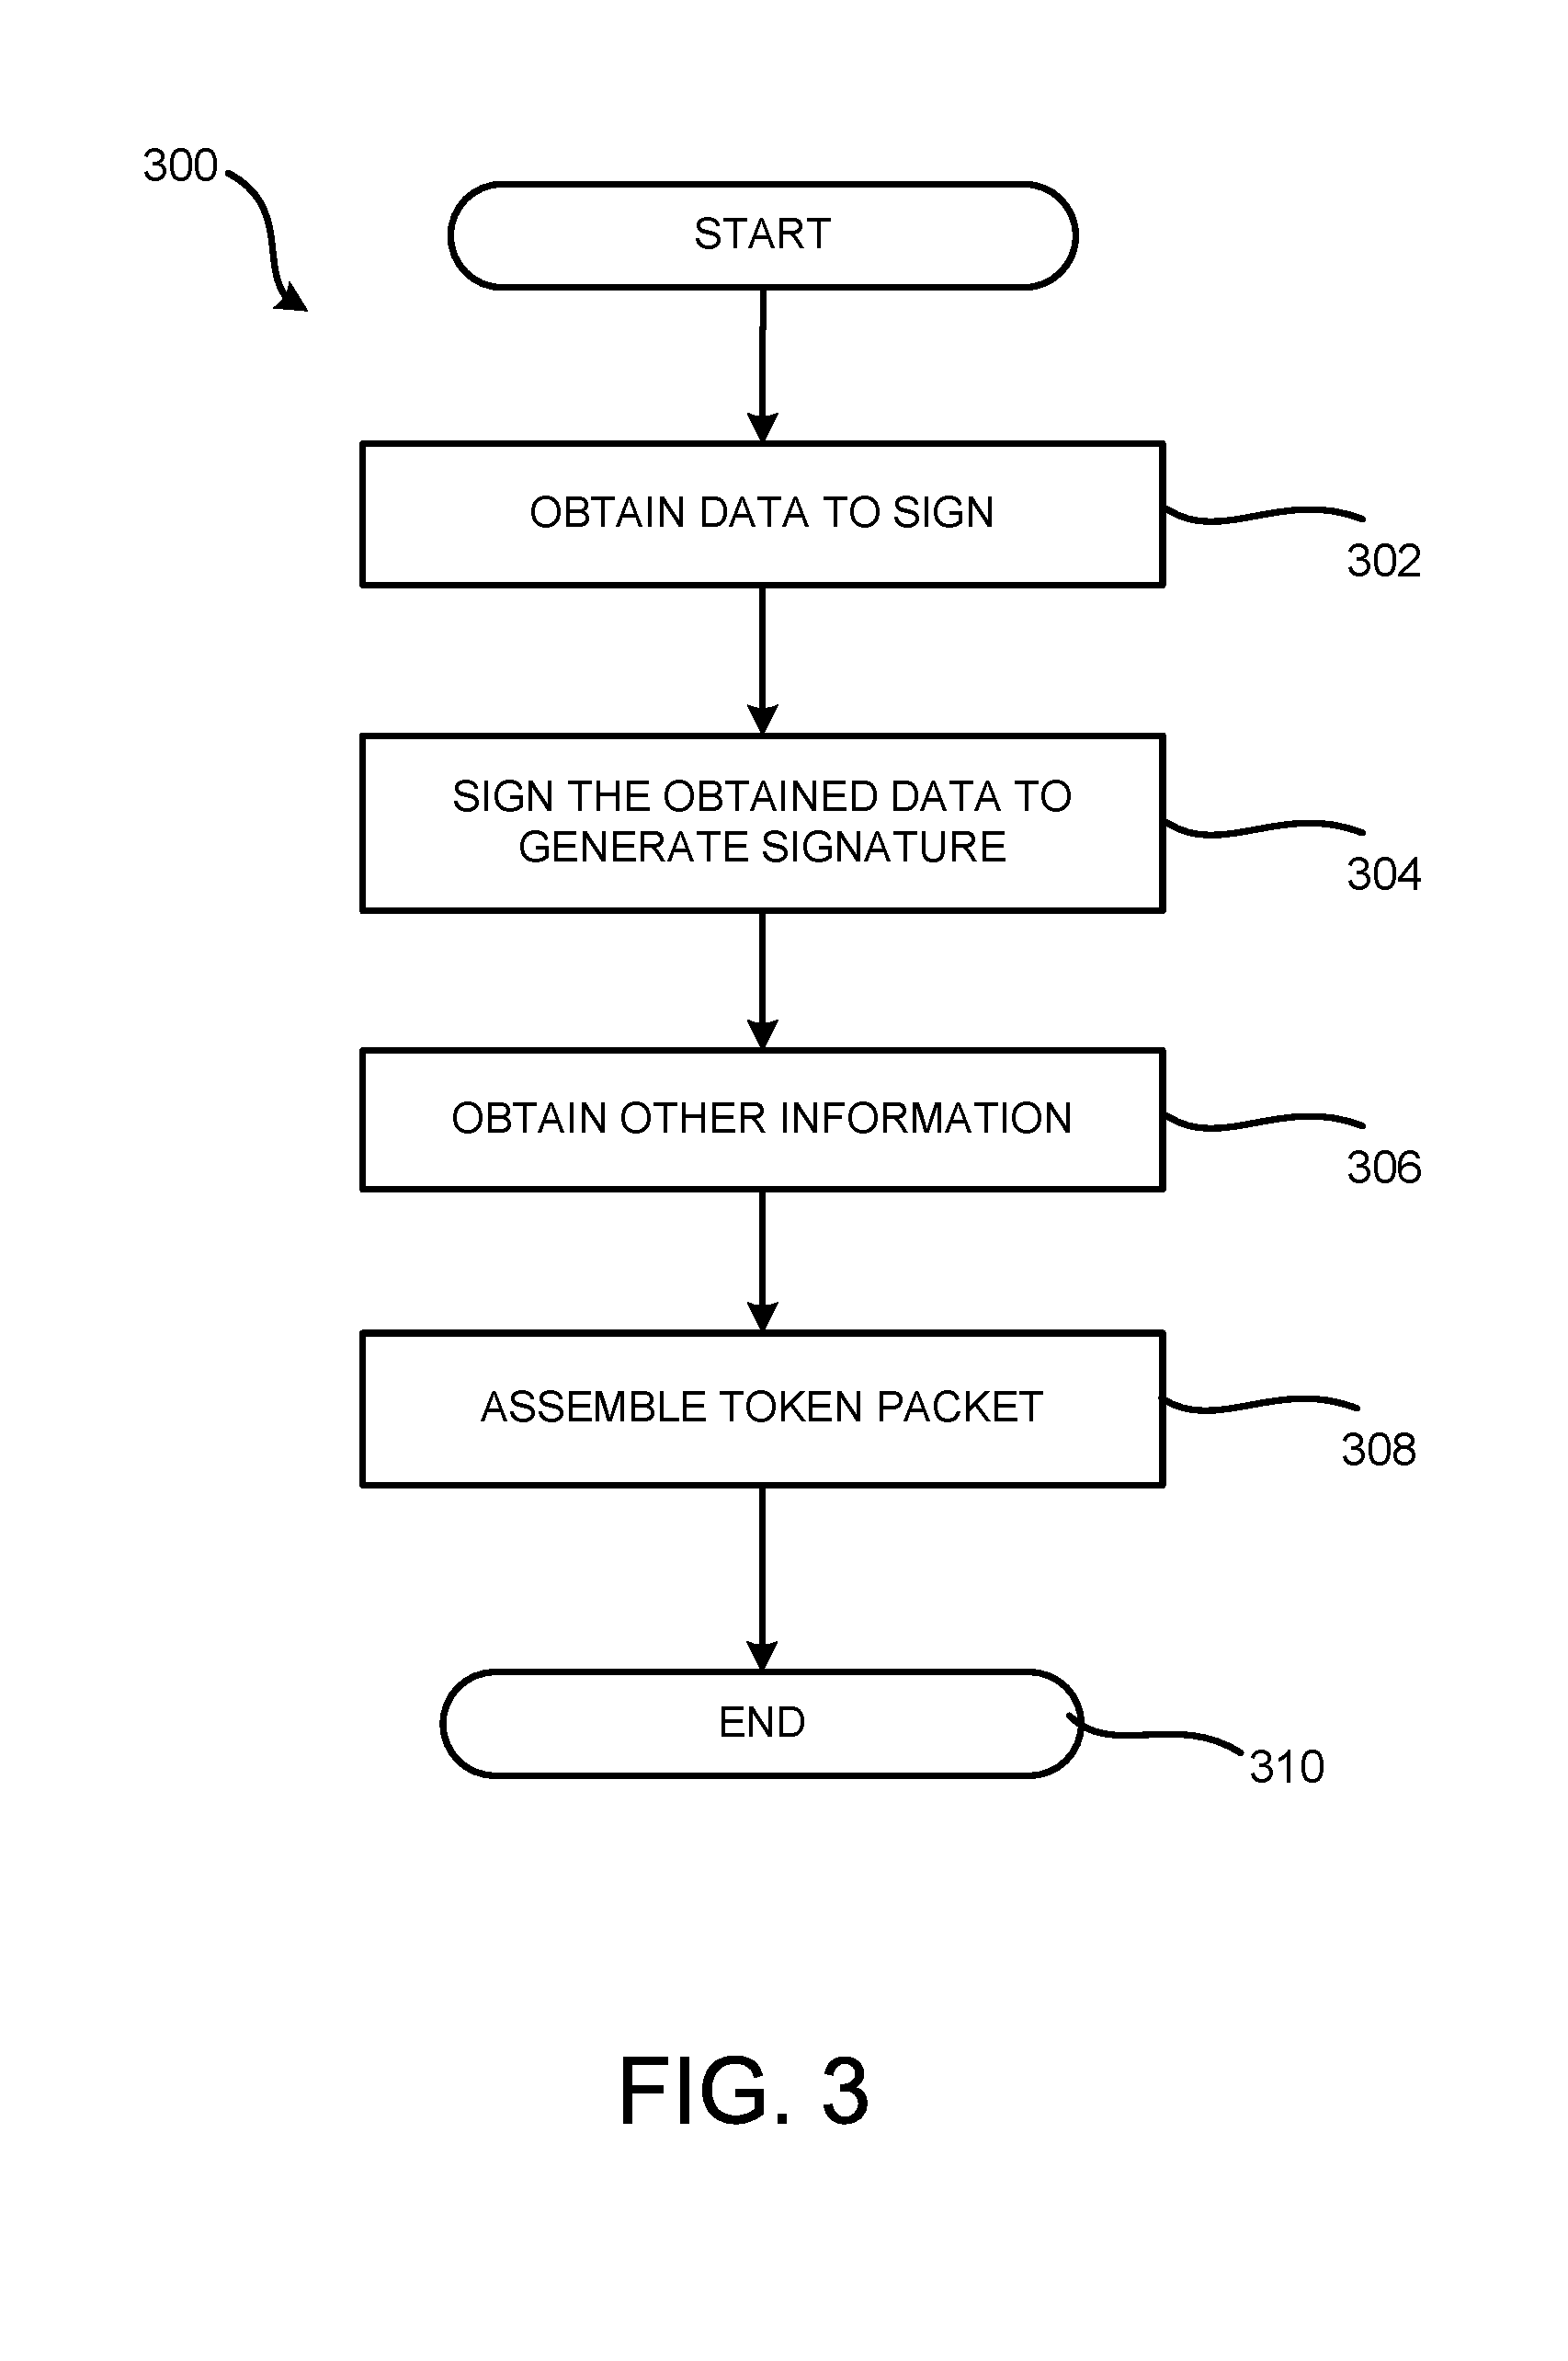 300
START
OBTAIN DATA TO SIGN
302
SIGN THE OBTAINED DATA TO
GENERATE SIGNATURE
304
OBTAIN OTHER INFORMATION
306
ASSEMBLE TOKEN PACKET
308
END
310
FIG. 3